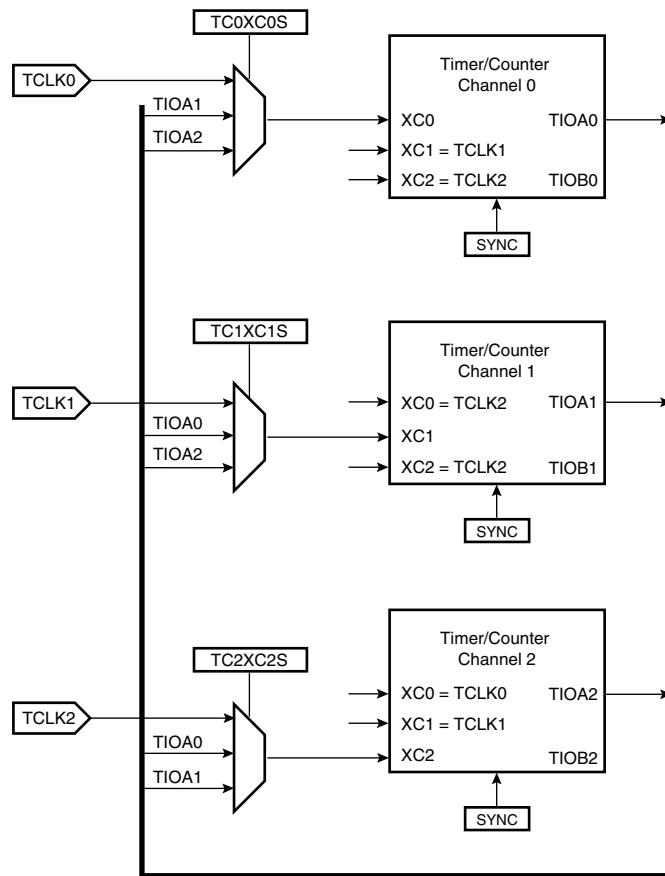 TC0XC0S
TCLK0
TIOA1
TIOA2
Timer/Counter
Channel 0
XC0
TIOA0
XC1 = TCLK1
XC2 = TCLK2
TIOB0
SYNC
TC1XC1S
TCLK1
TIOA0
TIOA2
Timer/Counter
Channel 1
XC0 = TCLK2
TIOA1
XC1
XC2 = TCLK2
TIOB1
SYNC
TC2XC2S
TCLK2
TIOA0
TIOA1
Timer/Counter
Channel 2
XC0 = TCLK0
TIOA2
XC1 = TCLK1
XC2
TIOB2
SYNC